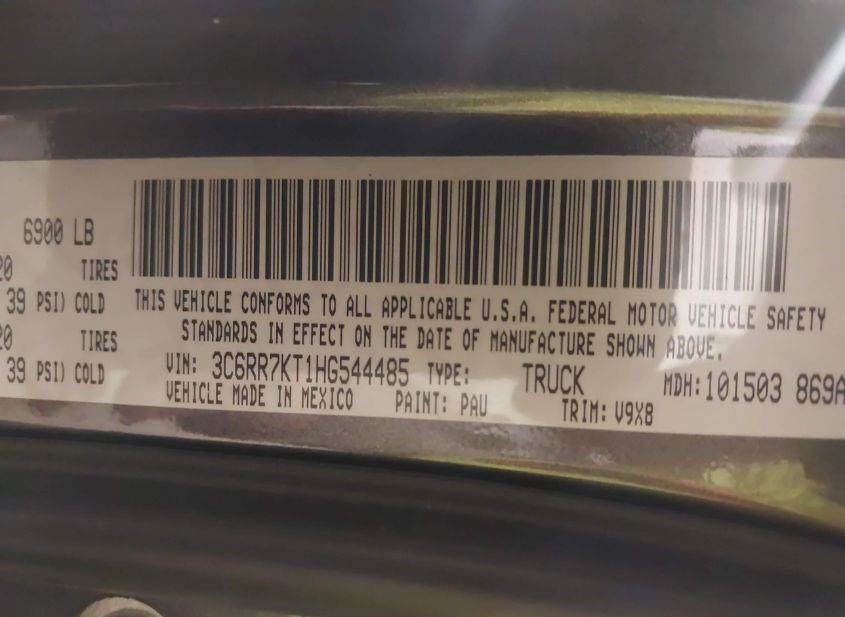 6900 LB
20 TIRES
39 PSI) COLD
20 TIRES
39 PSI) COLD
THIS VEHICLE CONFORMS TO ALL APPLICABLE U.S.A. FEDERAL MOTOR VEHICLE SAFETY
STANDARDS IN EFFECT ON THE DATE OF MANUFACTURE SHOWN ABOVE.
VIN: 3C6RR7KT1HG544485 TYPE: TRUCK MDH: 101503 869A
VEHICLE MADE IN MEXICO PAINT: PAU TRIM: V9X8